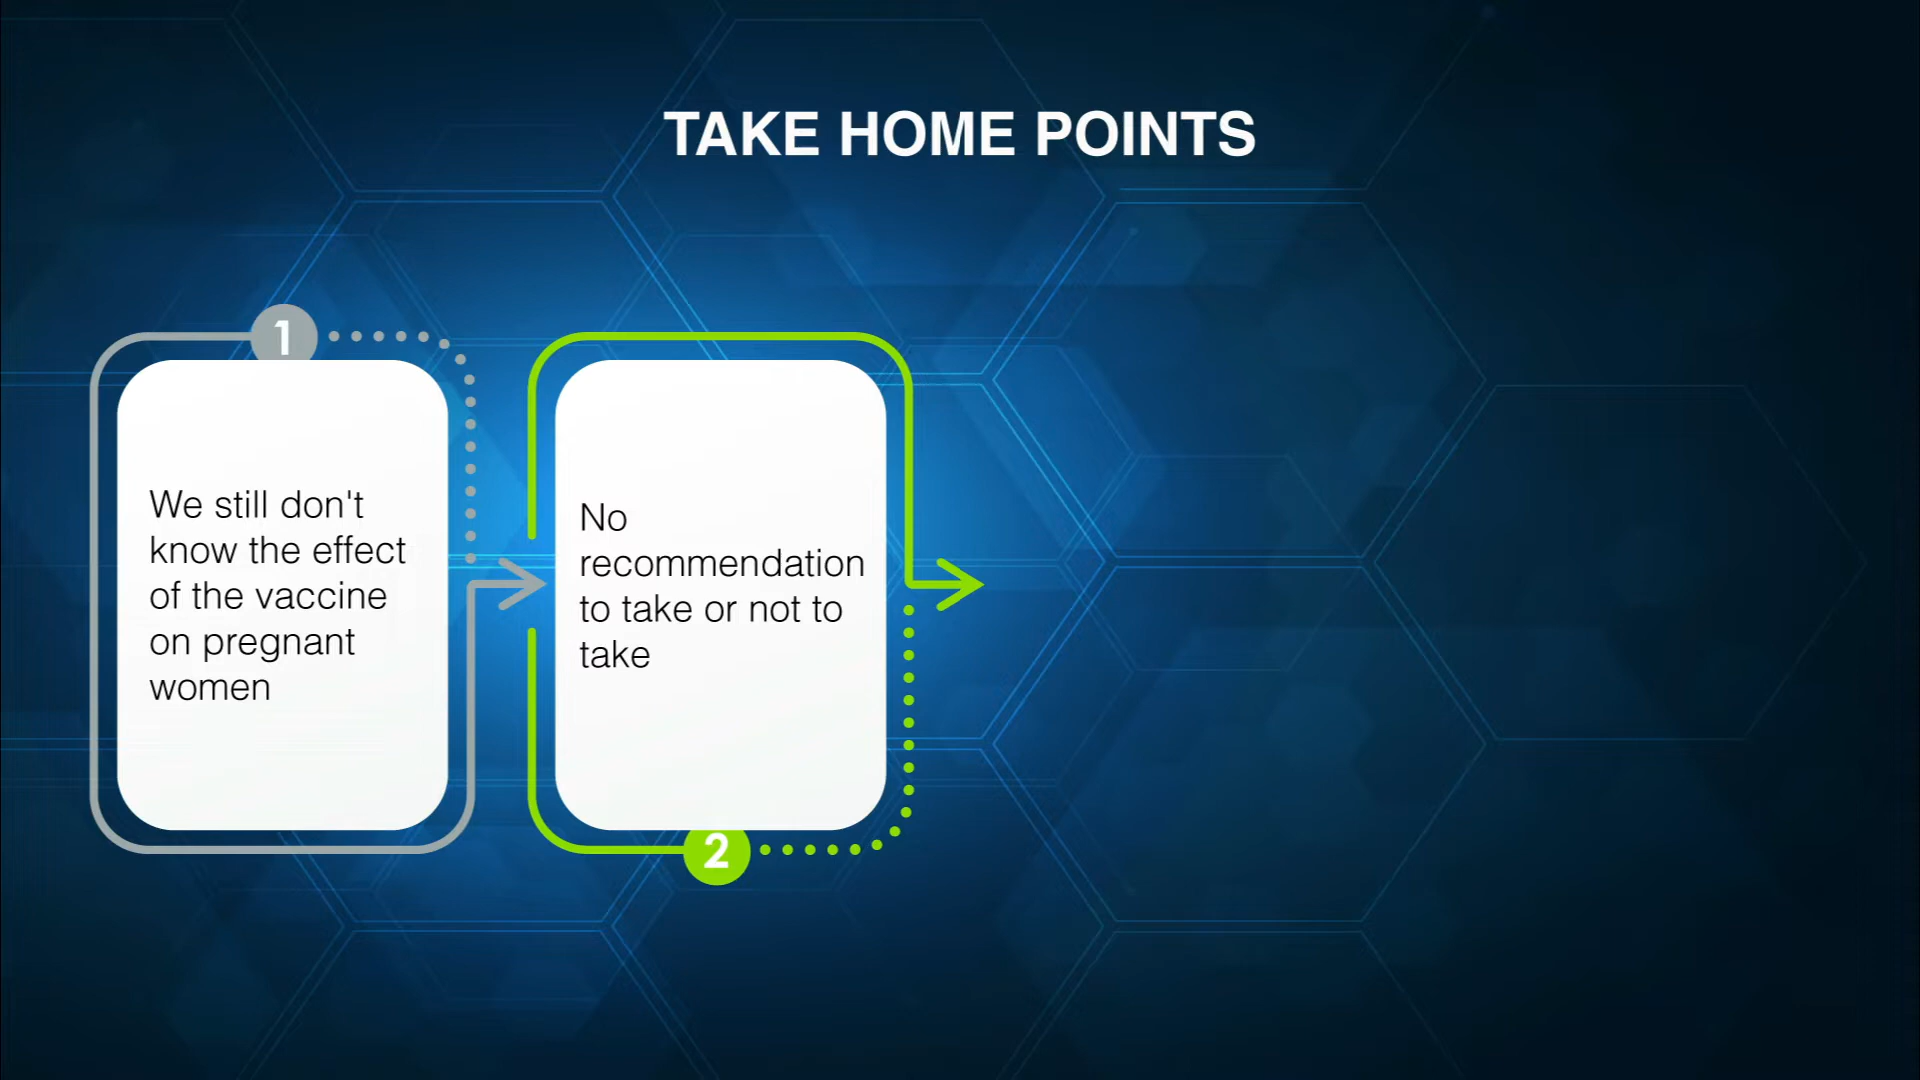 TAKE HOME POINTS
1
We still don't
know the effect
of the vaccine
on pregnant
women
No
recommendation
to take or not to
take
2